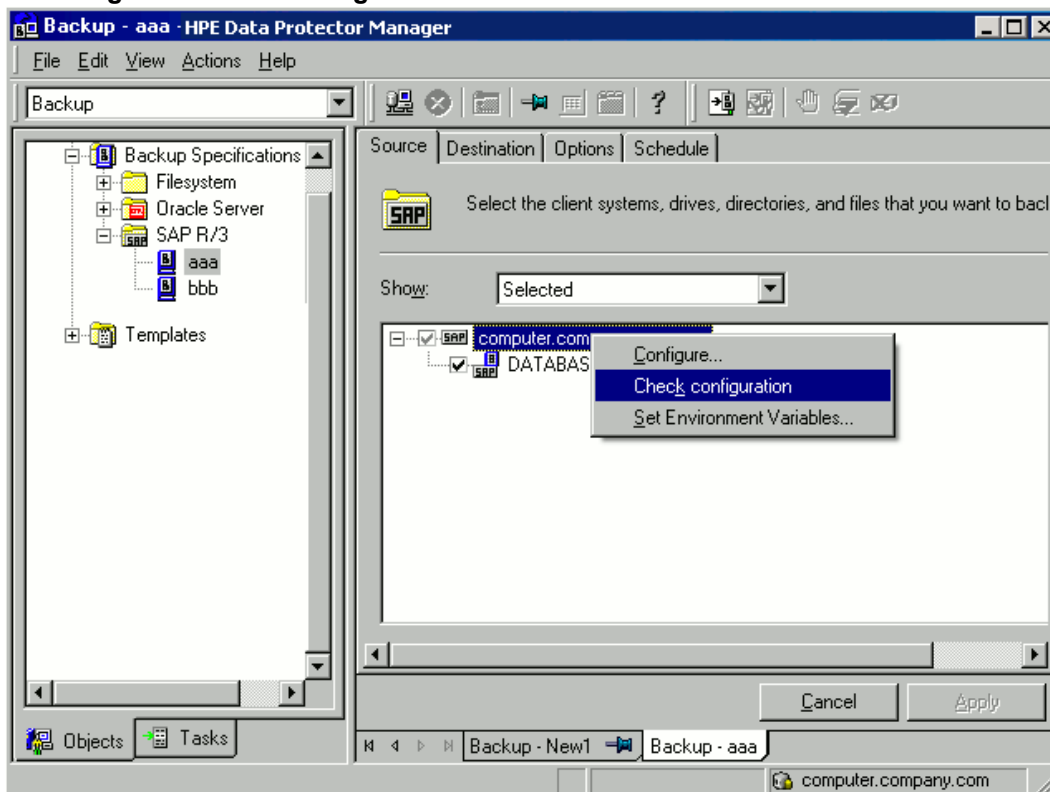 Backup - aaa - HPE Data Protector Manager
File Edit View Actions Help
Backup
Backup Specifications
Filesystem
Oracle Server
SAP R/3
aaa
bbb
Templates
Objects Tasks
Source Destination Options Schedule
SAP
Select the client systems, drives, directories, and files that you want to bacl
Show: Selected
SAP computer.com
SAP DATABAS
Configure...
Check configuration
Set Environment Variables...
Cancel Apply
Backup - New1 Backup - aaa
computer.company.com